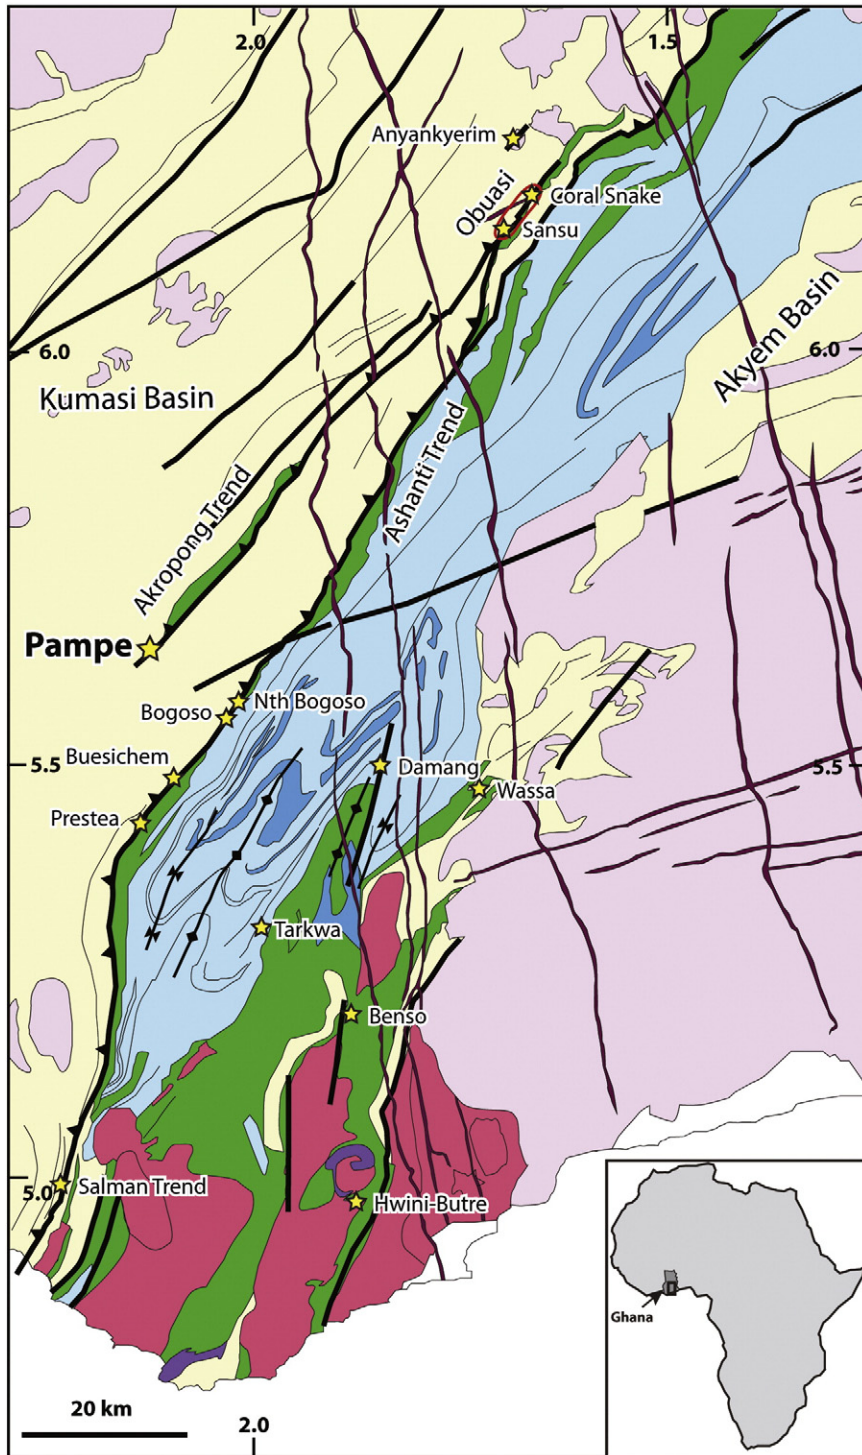 2.0
1.5
Anyankyerim
Obuasi
Coral Snake
Sansu
6.0
6.0
Akyem Basin
Kumasi Basin
Ashanti Trend
Akropong Trend
Pampe
Nth Bogoso
Bogoso
Buesichem
5.5
Damang
5.5
Wassa
Prestea
Tarkwa
Benso
5.0
Salman Trend
Hwini-Butre
Ghana
20 km
2.0